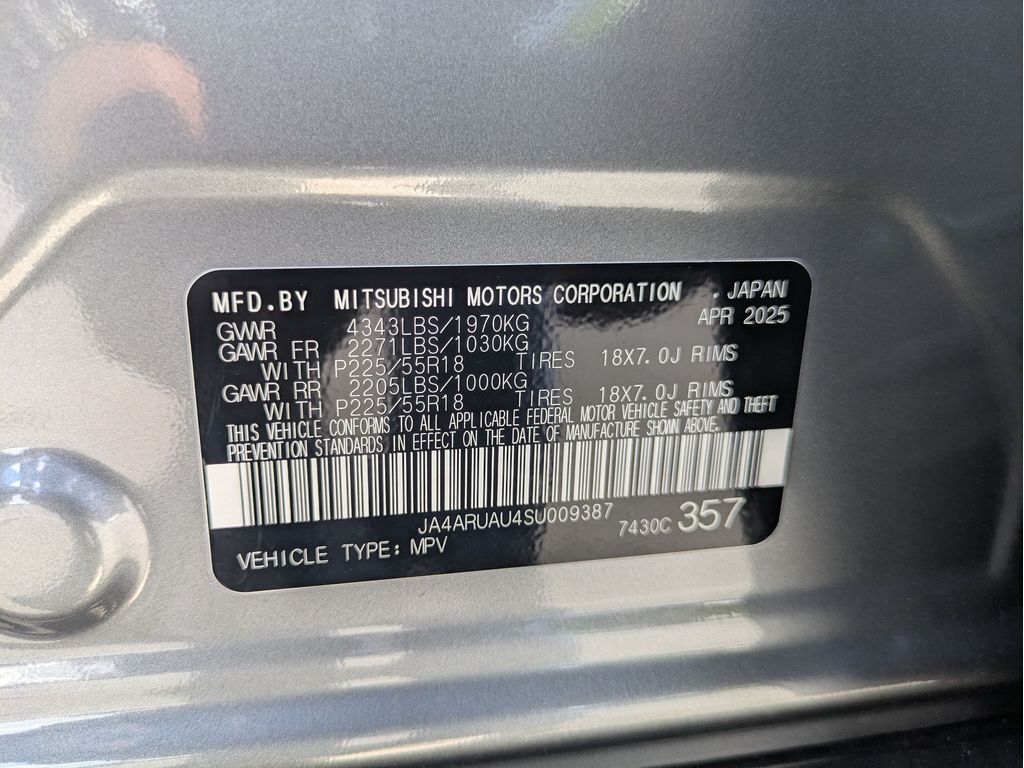 MFD.BY MITSUBISHI MOTORS CORPORATION . JAPAN
APR 2025
GVWR 4343LBS/1970KG
GAWR FR 2271LBS/1030KG
WITH P225/55R18 TIRES 18X7.0J RIMS
GAWR RR 2205LBS/1000KG
WITH P225/55R18 TIRES 18X7.0J RIMS
THIS VEHICLE CONFORMS TO ALL APPLICABLE FEDERAL MOTOR VEHICLE SAFETY AND THEFT
PREVENTION STANDARDS IN EFFECT ON THE DATE OF MANUFACTURE SHOWN ABOVE.
JA4ARUAU4SU009387
7430C 357
VEHICLE TYPE: MPV